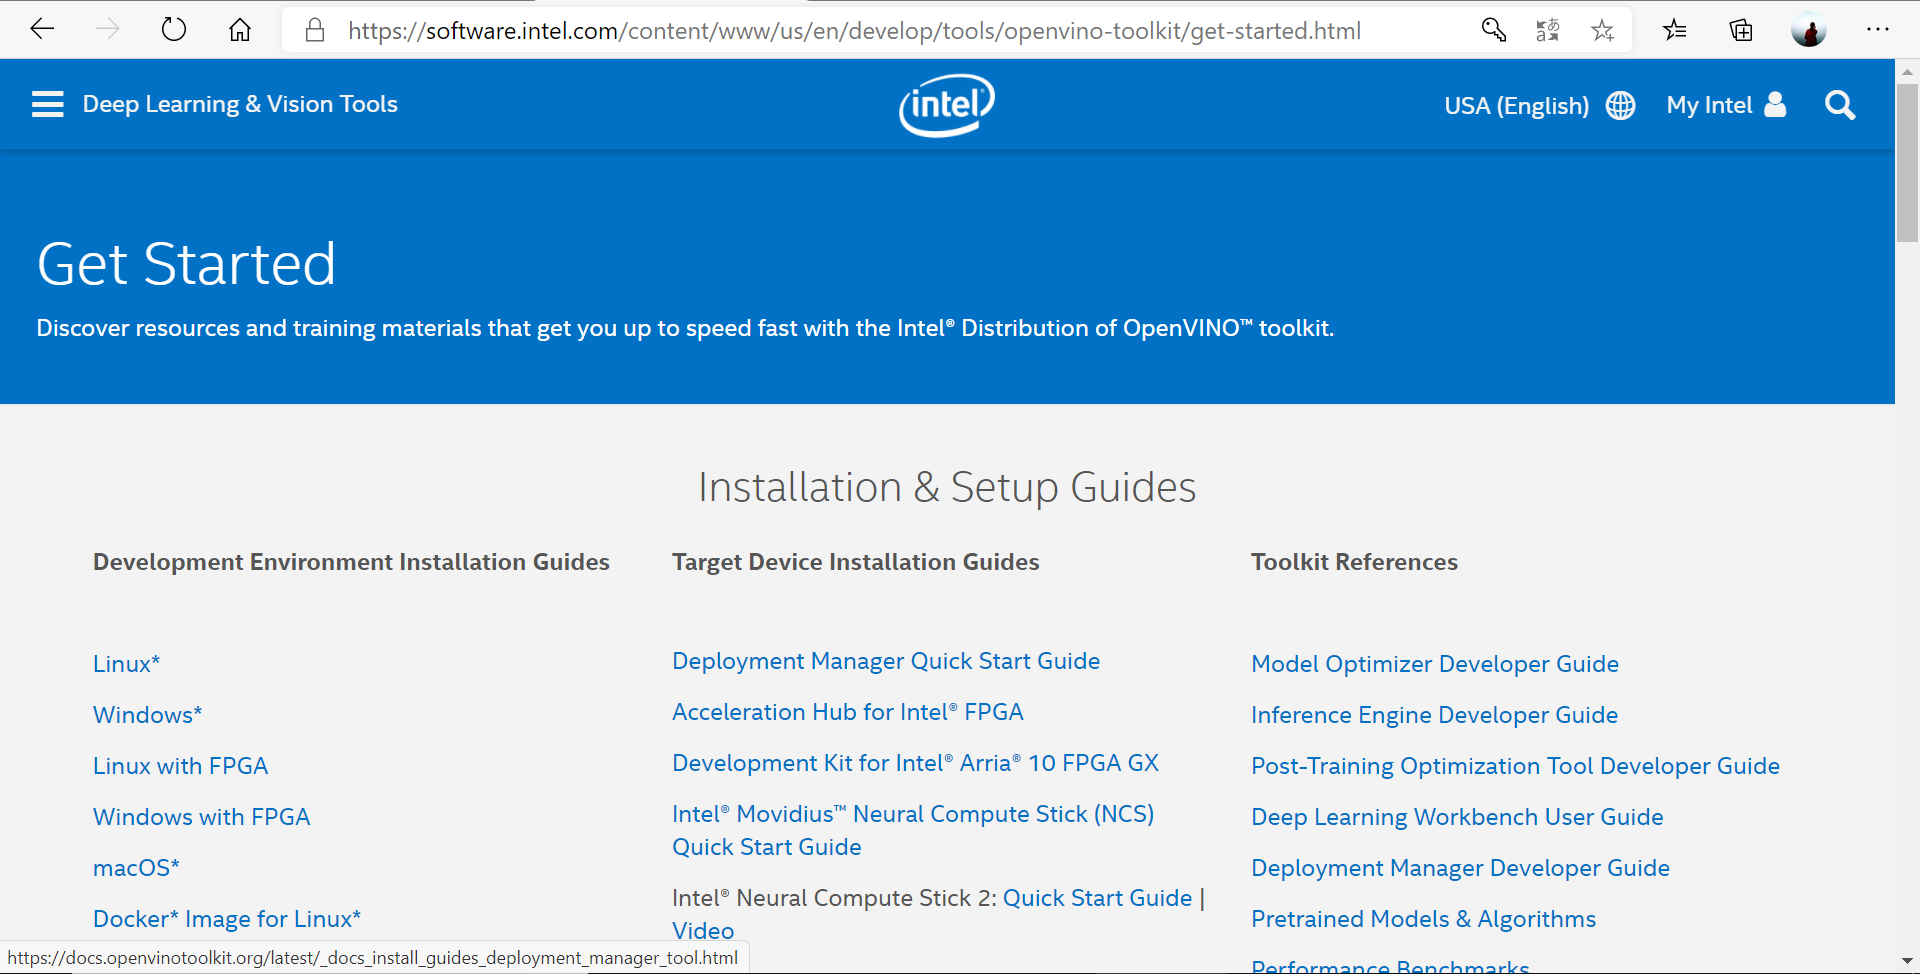 https://software.intel.com/content/www/us/en/develop/tools/openvino-toolkit/get-started.html
Deep Learning & Vision Tools
intel
USA (English)
My Intel
Get Started
Discover resources and training materials that get you up to speed fast with the Intel® Distribution of OpenVINO™ toolkit.
Installation & Setup Guides
Development Environment Installation Guides
Linux*
Windows*
Linux with FPGA
Windows with FPGA
macOS*
Docker* Image for Linux*
Target Device Installation Guides
Deployment Manager Quick Start Guide
Acceleration Hub for Intel® FPGA
Development Kit for Intel® Arria® 10 FPGA GX
Intel® Movidius™ Neural Compute Stick (NCS)
Quick Start Guide
Intel® Neural Compute Stick 2: Quick Start Guide |
Video
Toolkit References
Model Optimizer Developer Guide
Inference Engine Developer Guide
Post-Training Optimization Tool Developer Guide
Deep Learning Workbench User Guide
Deployment Manager Developer Guide
Pretrained Models & Algorithms
Performance Benchmarks
https://docs.openvinotoolkit.org/latest/_docs_install_guides_deployment_manager_tool.html